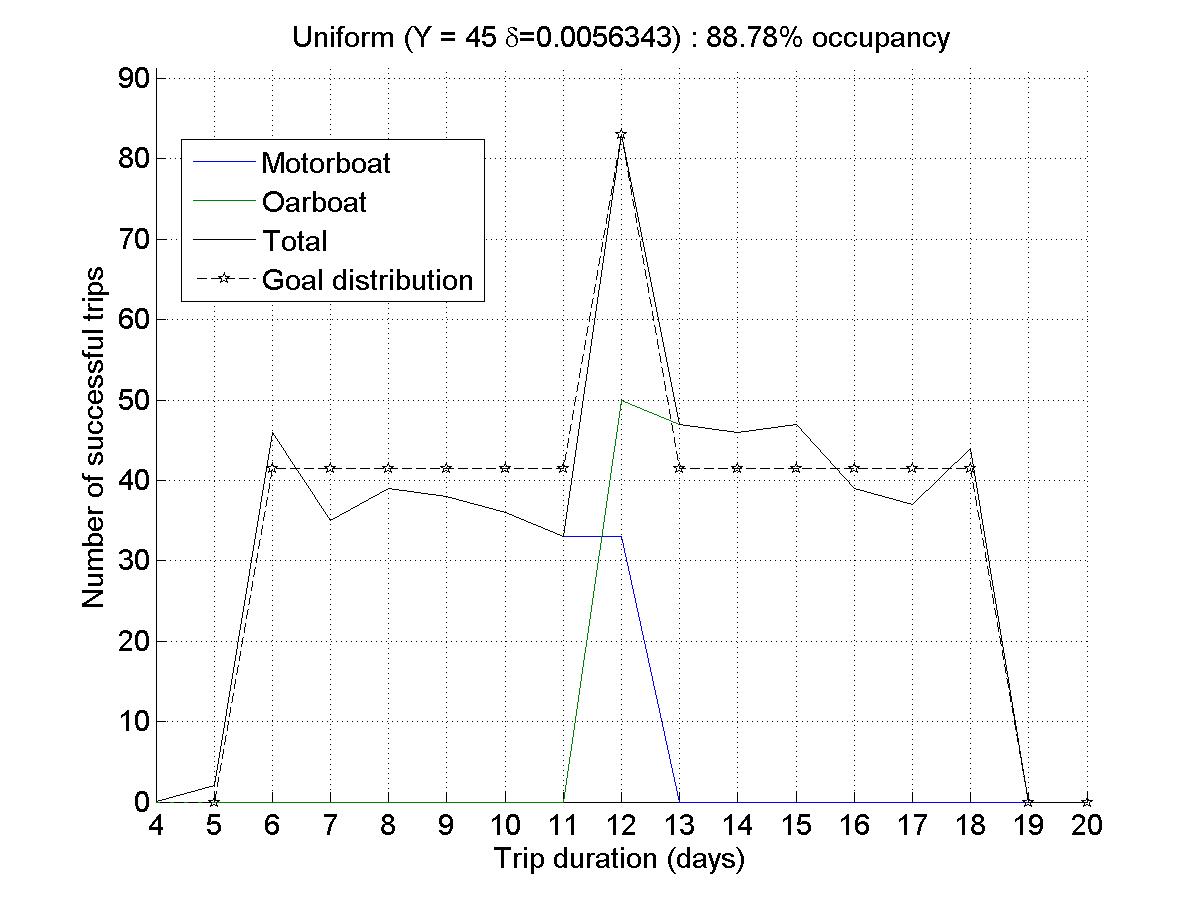 Uniform (Y = 45 δ=0.0056343) : 88.78% occupancy
90
80
70
60
50
40
30
20
10
0
Number of successful trips
Motorboat
Oarboat
Total
Goal distribution
4 5 6 7 8 9 10 11 12 13 14 15 16 17 18 19 20
Trip duration (days)